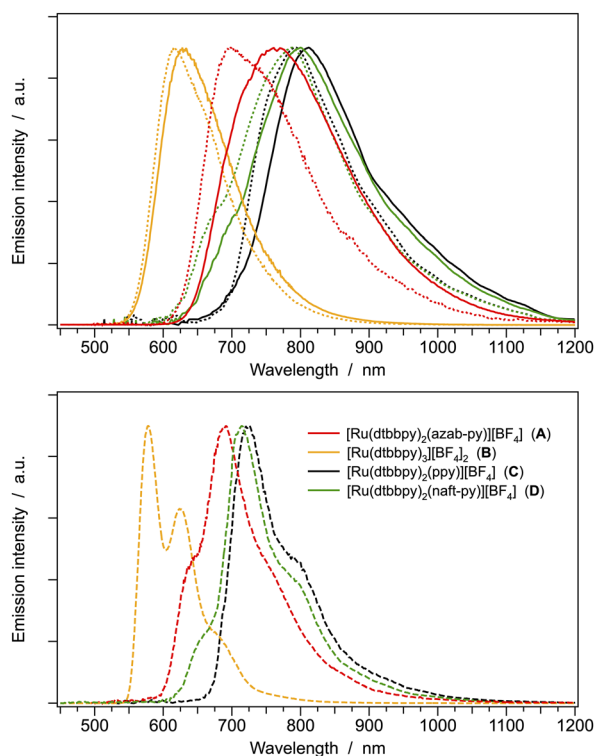 Emission intensity / a.u.
500 600 700 800 900 1000 1100 1200
Wavelength / nm
Emission intensity / a.u.
[Ru(dtbbpy)2(azab-py)][BF4] (A)
[Ru(dtbbpy)3][BF4]2 (B)
[Ru(dtbbpy)2(ppy)][BF4] (C)
[Ru(dtbbpy)2(naft-py)][BF4] (D)
500 600 700 800 900 1000 1100 1200
Wavelength / nm